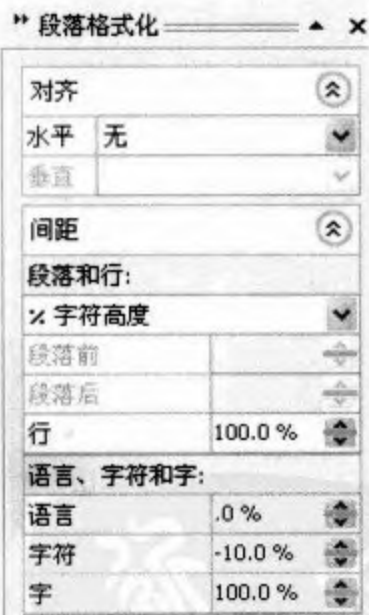 段落格式化
对齐
水平 无
垂直
间距
段落和行:
% 字符高度
段落前
段落后
行 100.0 %
语言、字符和字:
语言 .0 %
字符 -10.0 %
字 100.0 %